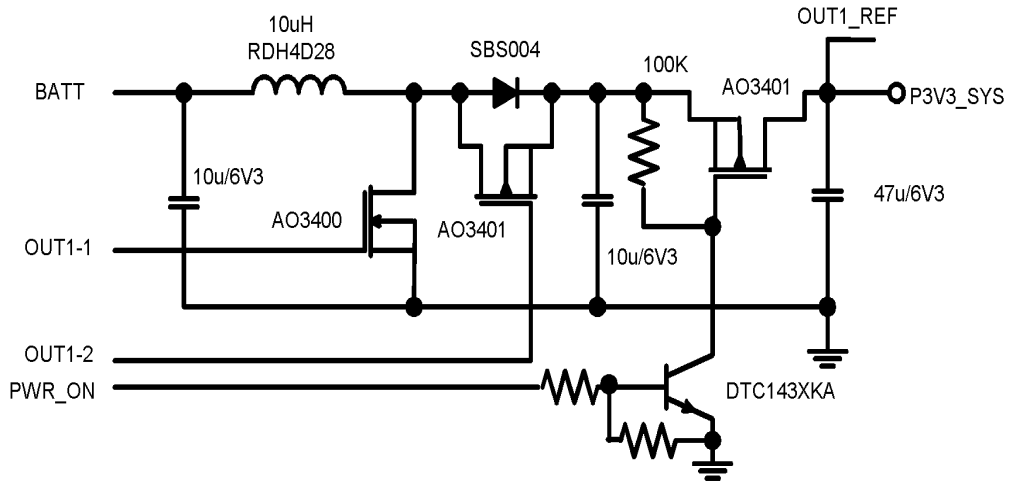 OUT1_REF
10uH
RDH4D28
SBS004
100K
AO3401
BATT
P3V3_SYS
10u/6V3
AO3400
AO3401
47u/6V3
OUT1-1
10u/6V3
OUT1-2
PWR_ON
DTC143XKA